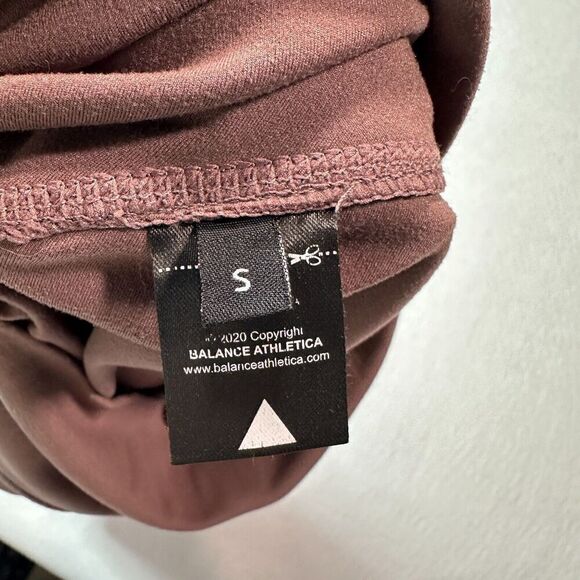 S
2020 Copyright
BALANCE ATHLETICA
www.balanceathletica.com